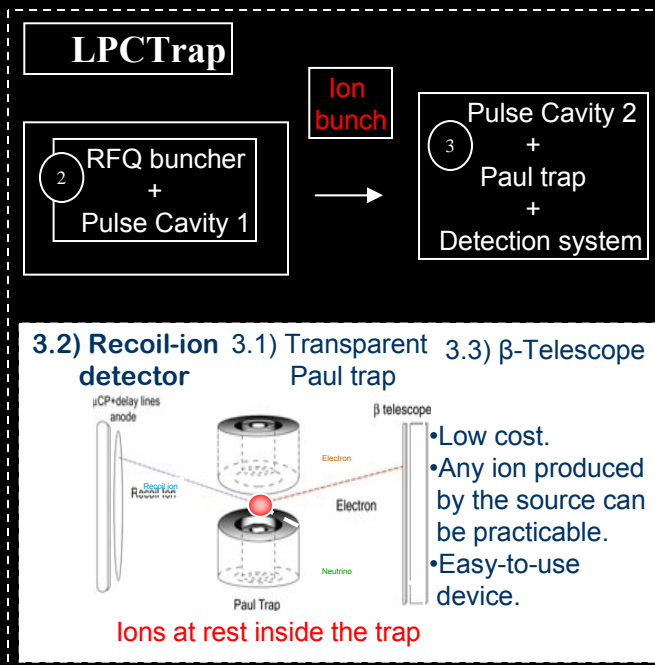 LPCTrap
Ion
bunch
2
RFQ buncher
+
Pulse Cavity 1
3
Pulse Cavity 2
+
Paul trap
+
Detection system
3.2) Recoil-ion
detector
3.1) Transparent
Paul trap
3.3) β-Telescope
μCP+delay lines
anode
β telescope
Electron
Recoil ion
Recoil Ion
Electron
Neutrino
Paul Trap
•Low cost.
•Any ion produced
by the source can
be practicable.
•Easy-to-use
device.
Ions at rest inside the trap